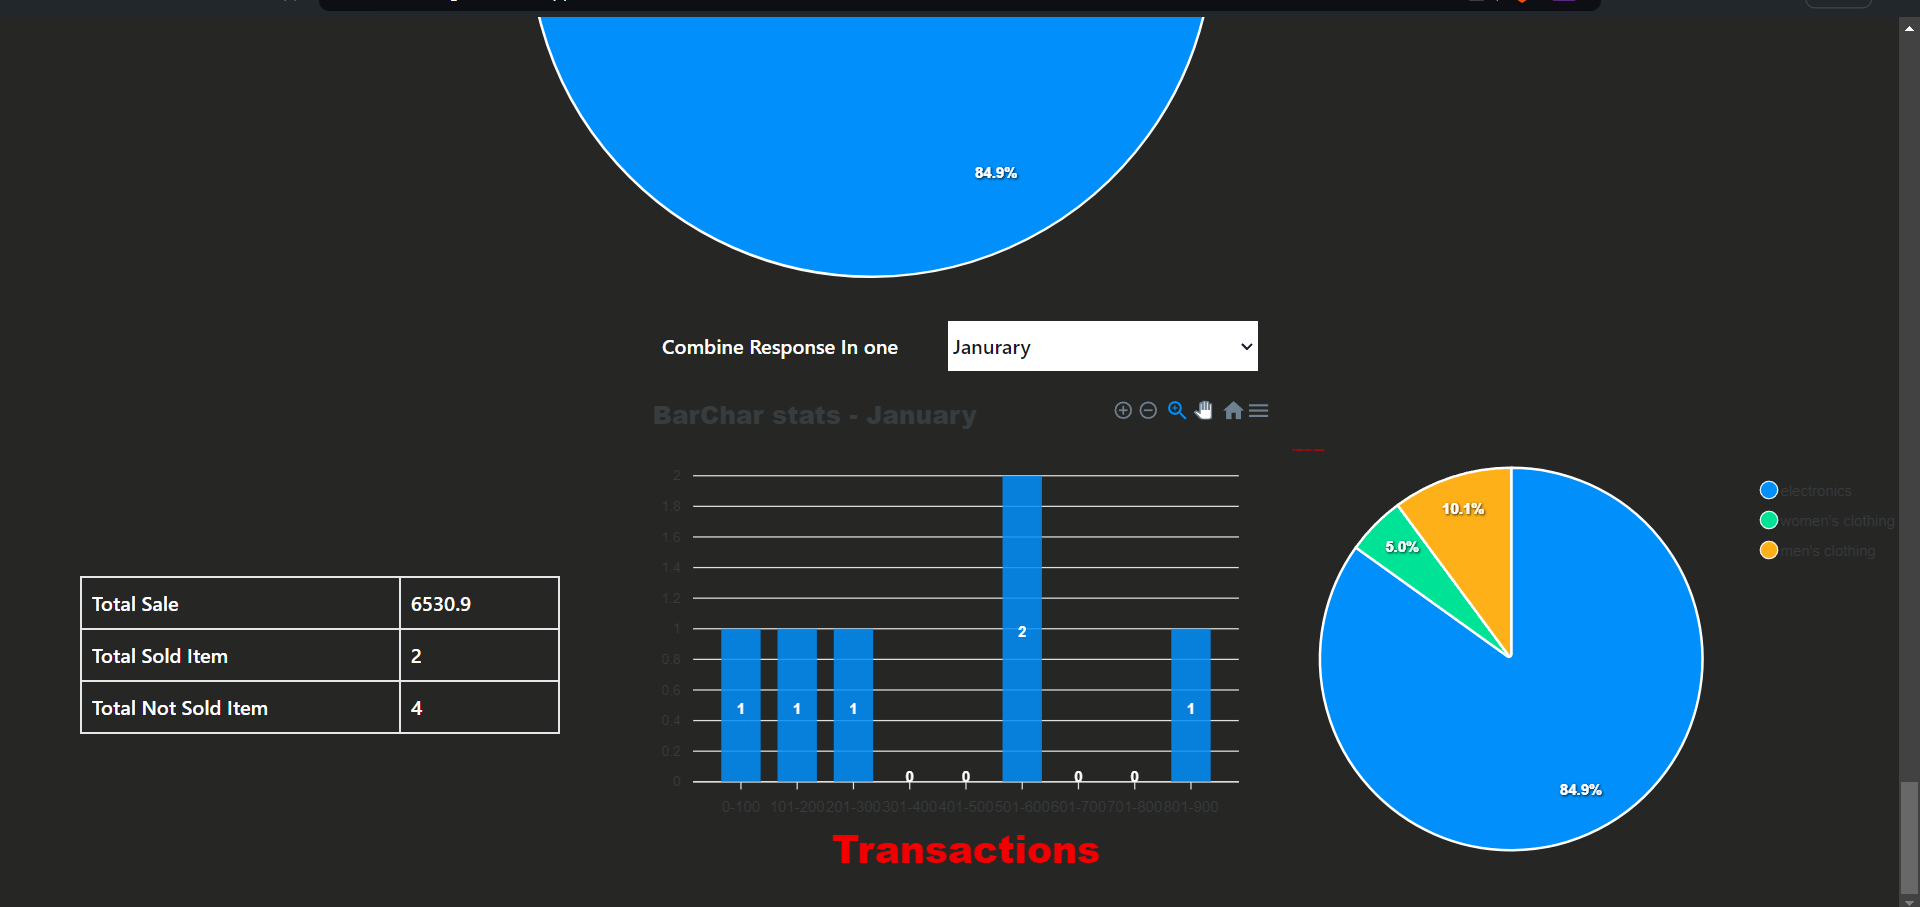 84.9%
Combine Response In one
Janurary
BarChar stats - January
2
1.8
1.6
1.4
1.2
1
0.8
0.6
0.4
0.2
0
1
1
1
0
0
2
0
0
1
0-100 101-200 201-300 301-400 401-500 501-600 601-700 701-800 801-900
Transactions
Total Sale 6530.9
Total Sold Item 2
Total Not Sold Item 4
10.1%
5.0%
84.9%
electronics
women's clothing
men's clothing